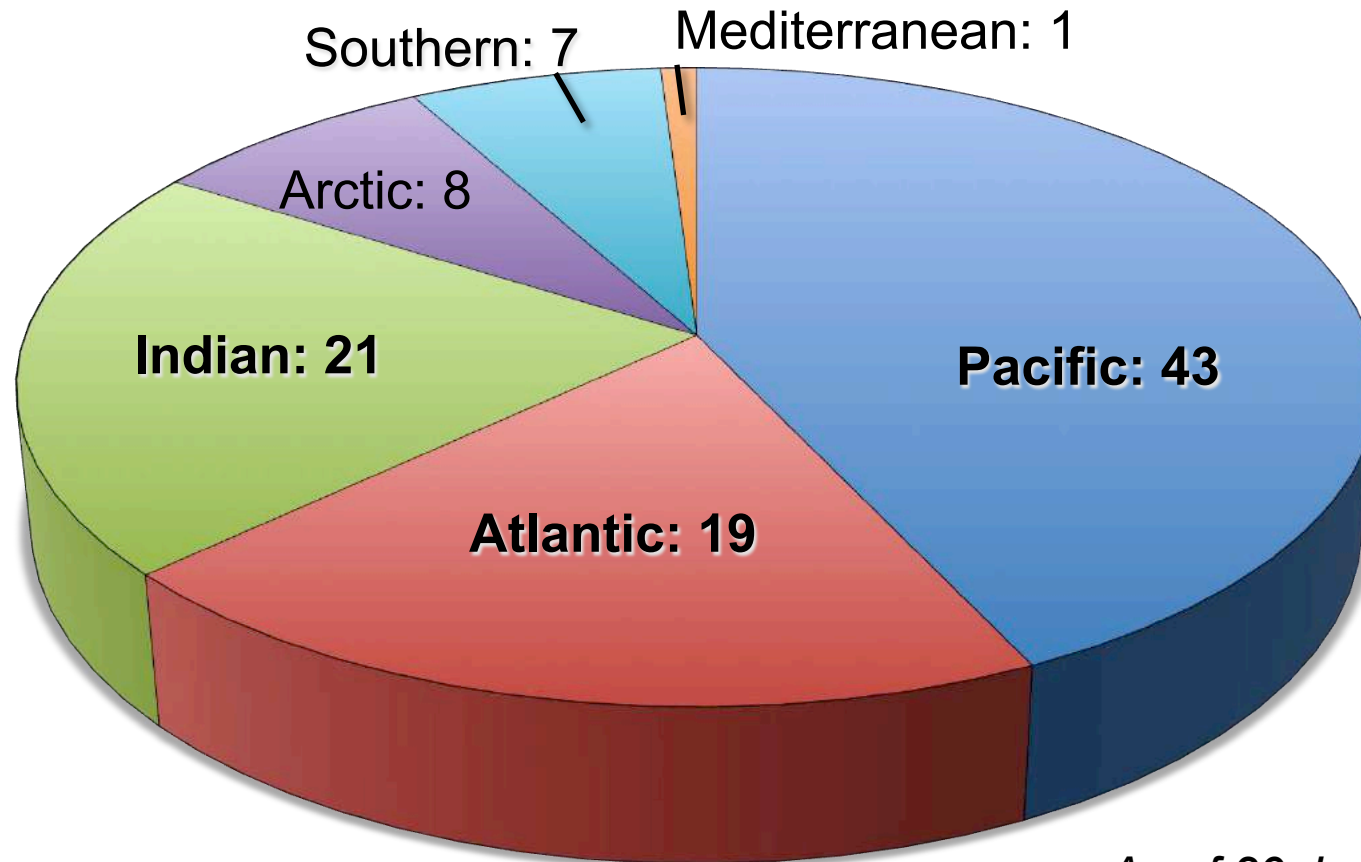 Southern: 7
Mediterranean: 1
Arctic: 8
Indian: 21
Pacific: 43
Atlantic: 19